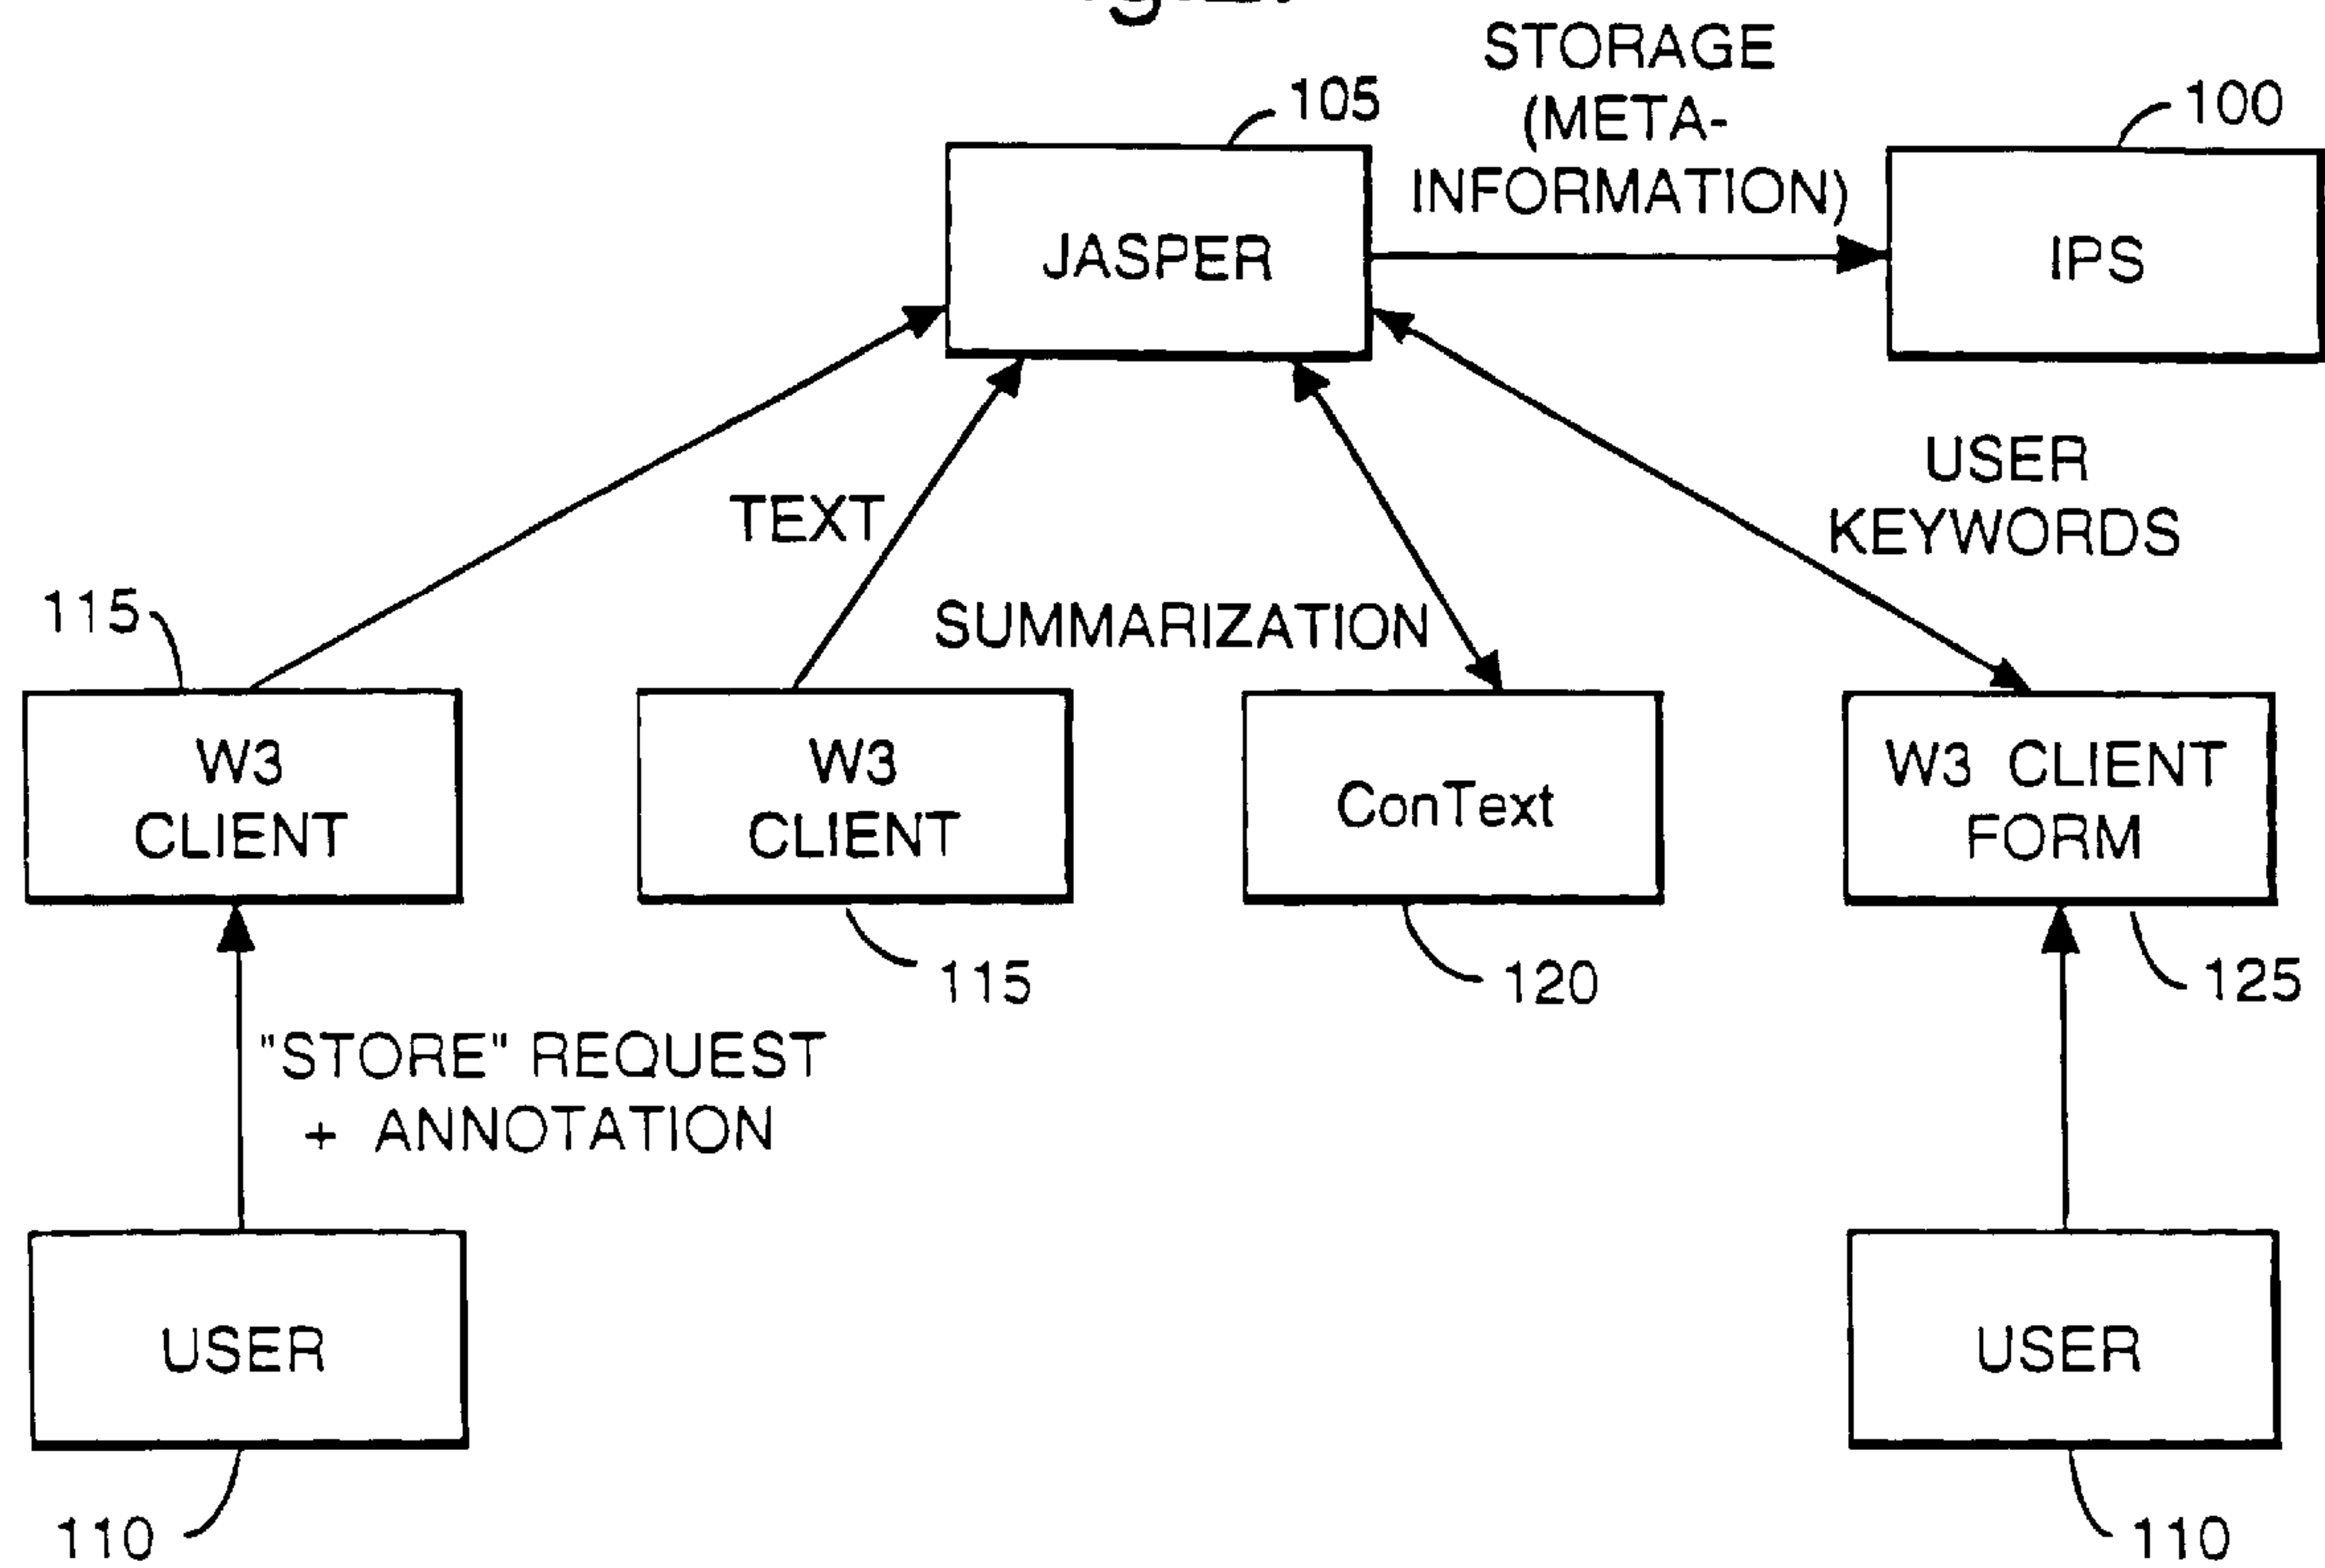 STORAGE
(META-
INFORMATION)
105
100
JASPER
IPS
TEXT
USER
KEYWORDS
SUMMARIZATION
115
W3
CLIENT
W3
CLIENT
ConText
W3 CLIENT
FORM
115
120
125
"STORE" REQUEST
+ ANNOTATION
USER
USER
110
110